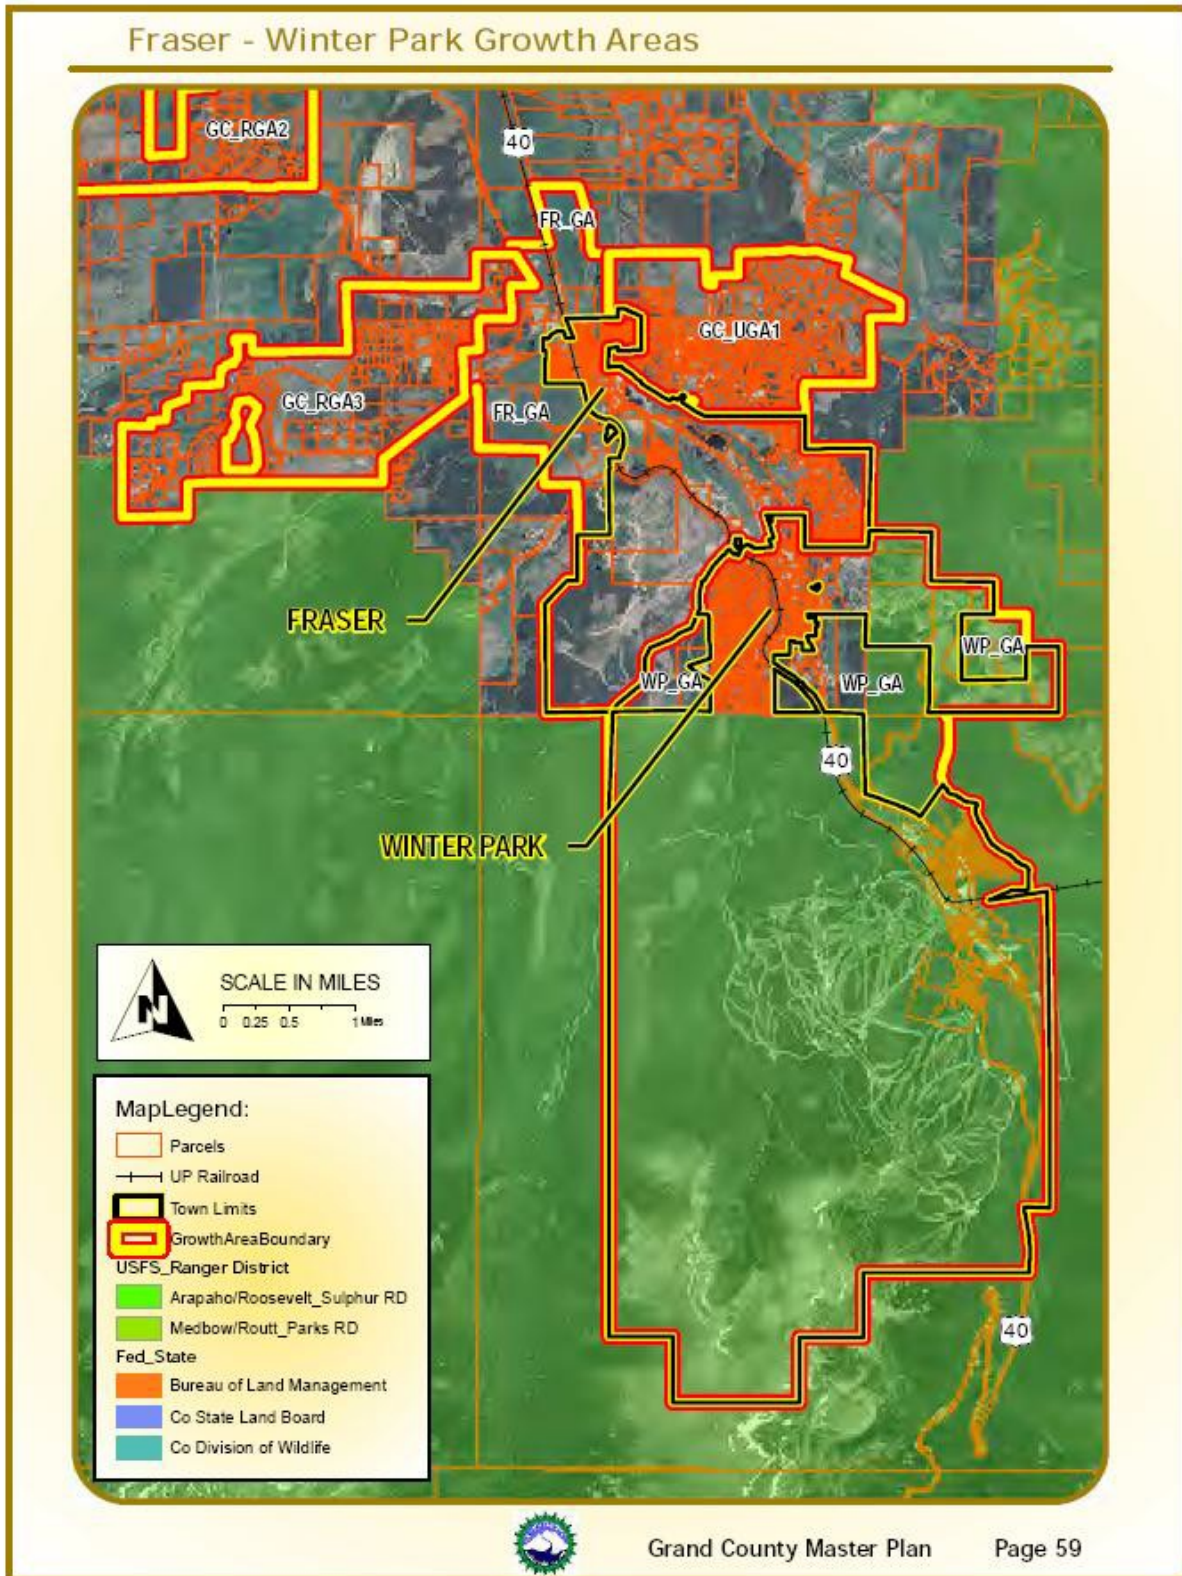 Fraser - Winter Park Growth Areas
GC_RGA2
40
FR_GA
GC_UGA1
GC_RGA3
FR_GA
FRASER
WP_GA
WP_GA
WP_GA
40
WINTER PARK
N
SCALE IN MILES
0 0.25 0.5 1 Miles
MapLegend:
Parcels
UP Railroad
Town Limits
GrowthAreaBoundary
USFS_Ranger District
Arapaho/Roosevelt_Sulphur RD
Medbow/Routt_Parks RD
Fed_State
Bureau of Land Management
Co State Land Board
Co Division of Wildlife
40
Grand County Master Plan Page 59